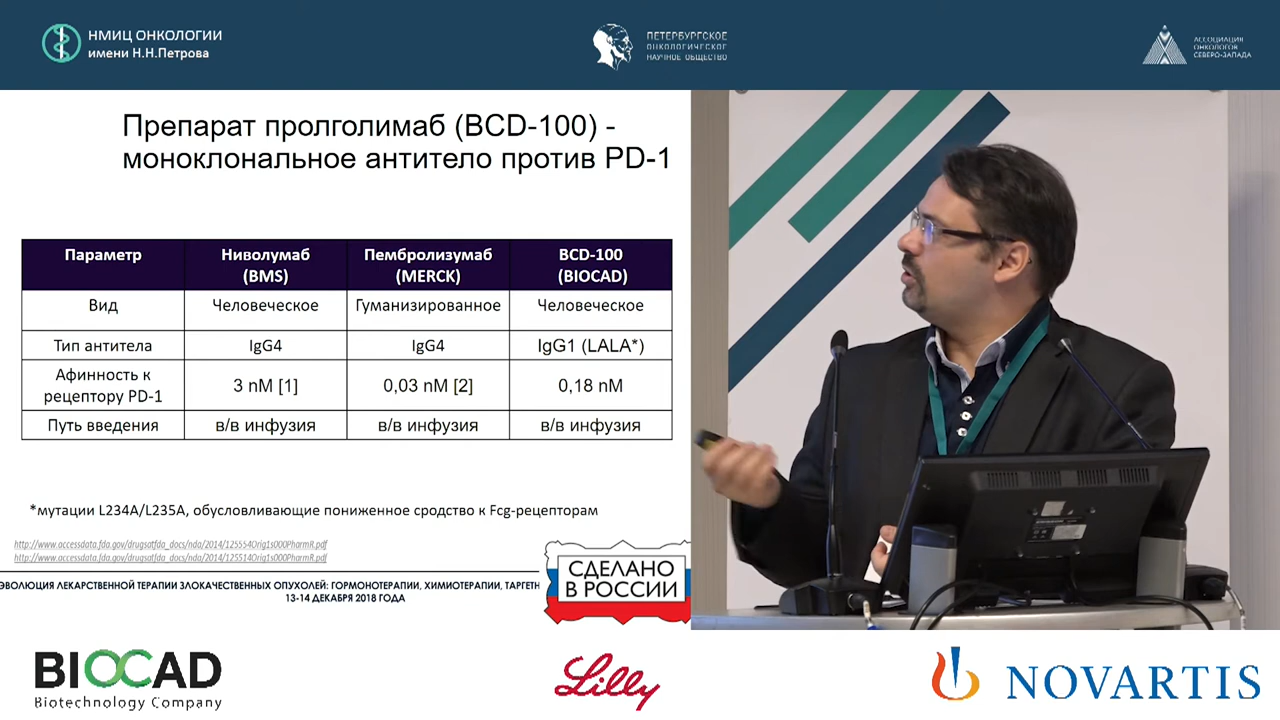 НМИЦ ОНКОЛОГИИ
имени Н.Н.Петрова
ПЕТЕРБУРГСКОЕ
ОНКОЛОГИЧЕСКОЕ
НАУЧНОЕ ОБЩЕСТВО
АССОЦИАЦИЯ
ОНКОЛОГОВ
СЕВЕРО-ЗАПАДА
Препарат пролголимаб (BCD-100) -
моноклональное антитело против PD-1
Параметр Ниволумаб (BMS) Пембролизумаб (MERCK) BCD-100 (BIOCAD)
Вид Человеческое Гуманизированное Человеческое
Тип антитела IgG4 IgG4 IgG1 (LALA*)
Афинность к рецептору PD-1 3 nM [1] 0,03 nM [2] 0,18 nM
Путь введения в/в инфузия в/в инфузия в/в инфузия
*мутации L234A/L235A, обусловливающие пониженное сродство к Fcg-рецепторам
http://www.accessdata.fda.gov/drugsatfda_docs/nda/2014/125554Orig1s000PharmR.pdf
http://www.accessdata.fda.gov/drugsatfda_docs/nda/2014/125514Orig1s000PharmR.pdf
ЭВОЛЮЦИЯ ЛЕКАРСТВЕННОЙ ТЕРАПИИ ЗЛОКАЧЕСТВЕННЫХ ОПУХОЛЕЙ: ГОРМОНОТЕРАПИИ, ХИМИОТЕРАПИИ, ТАРГЕТН
13-14 ДЕКАБРЯ 2018 ГОДА
СДЕЛАНО
В РОССИИ
BIOCAD
Biotechnology Company
Lilly
NOVARTIS